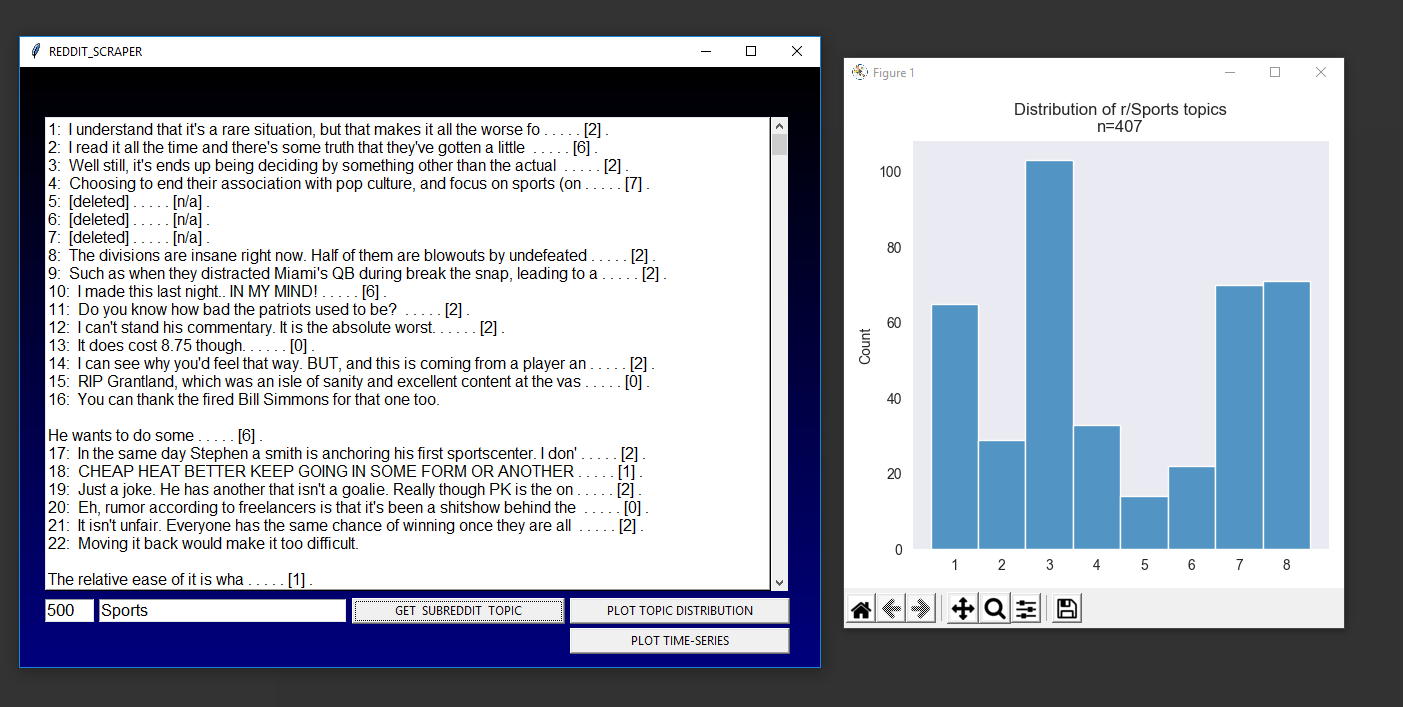 REDDIT_SCRAPER
1: I understand that it's a rare situation, but that makes it all the worse fo . . . . . [2] .
2: I read it all the time and there's some truth that they've gotten a little . . . . . [6] .
3: Well still, it's ends up being deciding by something other than the actual . . . . . [2] .
4: Choosing to end their association with pop culture, and focus on sports (on . . . . . [7] .
5: [deleted] . . . . . [n/a] .
6: [deleted] . . . . . [n/a] .
7: [deleted] . . . . . [n/a] .
8: The divisions are insane right now. Half of them are blowouts by undefeated . . . . . [2] .
9: Such as when they distracted Miami's QB during break the snap, leading to a . . . . . [2] .
10: I made this last night.. IN MY MIND! . . . . . [6] .
11: Do you know how bad the patriots used to be? . . . . . [2] .
12: I can't stand his commentary. It is the absolute worst. . . . . . [2] .
13: It does cost 8.75 though. . . . . . [0] .
14: I can see why you'd feel that way. BUT, and this is coming from a player an . . . . . [2] .
15: RIP Grantland, which was an isle of sanity and excellent content at the vas . . . . . [0] .
16: You can thank the fired Bill Simmons for that one too.
He wants to do some . . . . . [6] .
17: In the same day Stephen a smith is anchoring his first sportscenter. I don' . . . . . [2] .
18: CHEAP HEAT BETTER KEEP GOING IN SOME FORM OR ANOTHER . . . . . [1] .
19: Just a joke. He has another that isn't a goalie. Really though PK is the on . . . . . [2] .
20: Eh, rumor according to freelancers is that it's been a shitshow behind the . . . . . [0] .
21: It isn't unfair. Everyone has the same chance of winning once they are all . . . . . [2] .
22: Moving it back would make it too difficult.
The relative ease of it is wha . . . . . [1] .
500
Sports
GET SUBREDDIT TOPIC
PLOT TOPIC DISTRIBUTION
PLOT TIME-SERIES
Figure 1
Distribution of r/Sports topics
n=407
Count
100
80
60
40
20
0
1 2 3 4 5 6 7 8